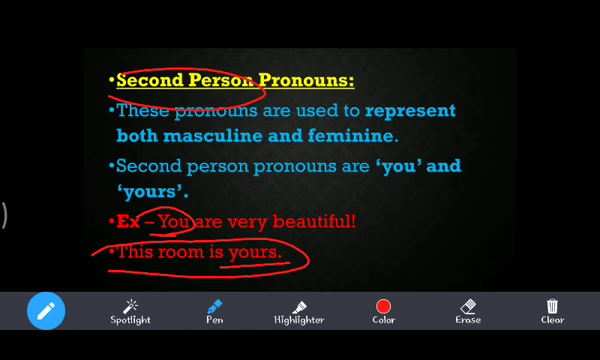 •Second Person Pronouns:
•These pronouns are used to represent
both masculine and feminine.
•Second person pronouns are ‘you’ and
‘yours’.
•Ex – You are very beautiful!
•This room is yours.
Spotlight Pen Highlighter Color Erase Clear